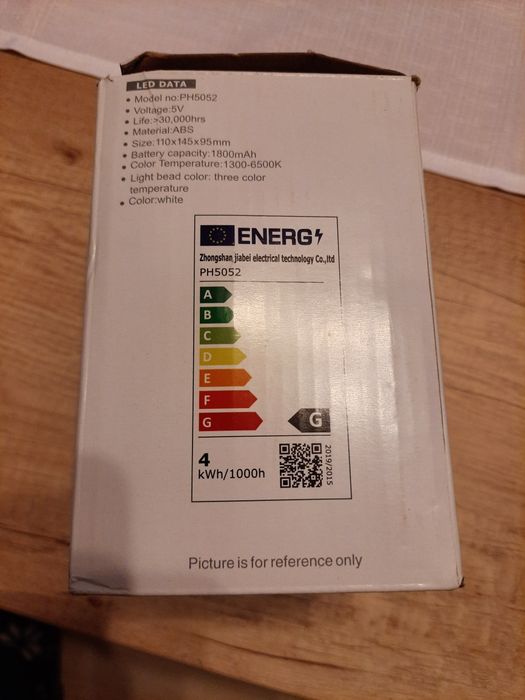 LED DATA
• Model no:PH5052
• Voltage:5V
• Life:>30,000hrs
• Material:ABS
• Size:110x145x95mm
• Battery capacity:1800mAh
• Color Temperature:1300-6500K
• Light bead color: three color
temperature
• Color:white
ENERG
Zhongshan jiabei electrical technology Co.,ltd
PH5052
A
B
C
D
E
F
G
G
4
kWh/1000h
2019/2015
Picture is for reference only